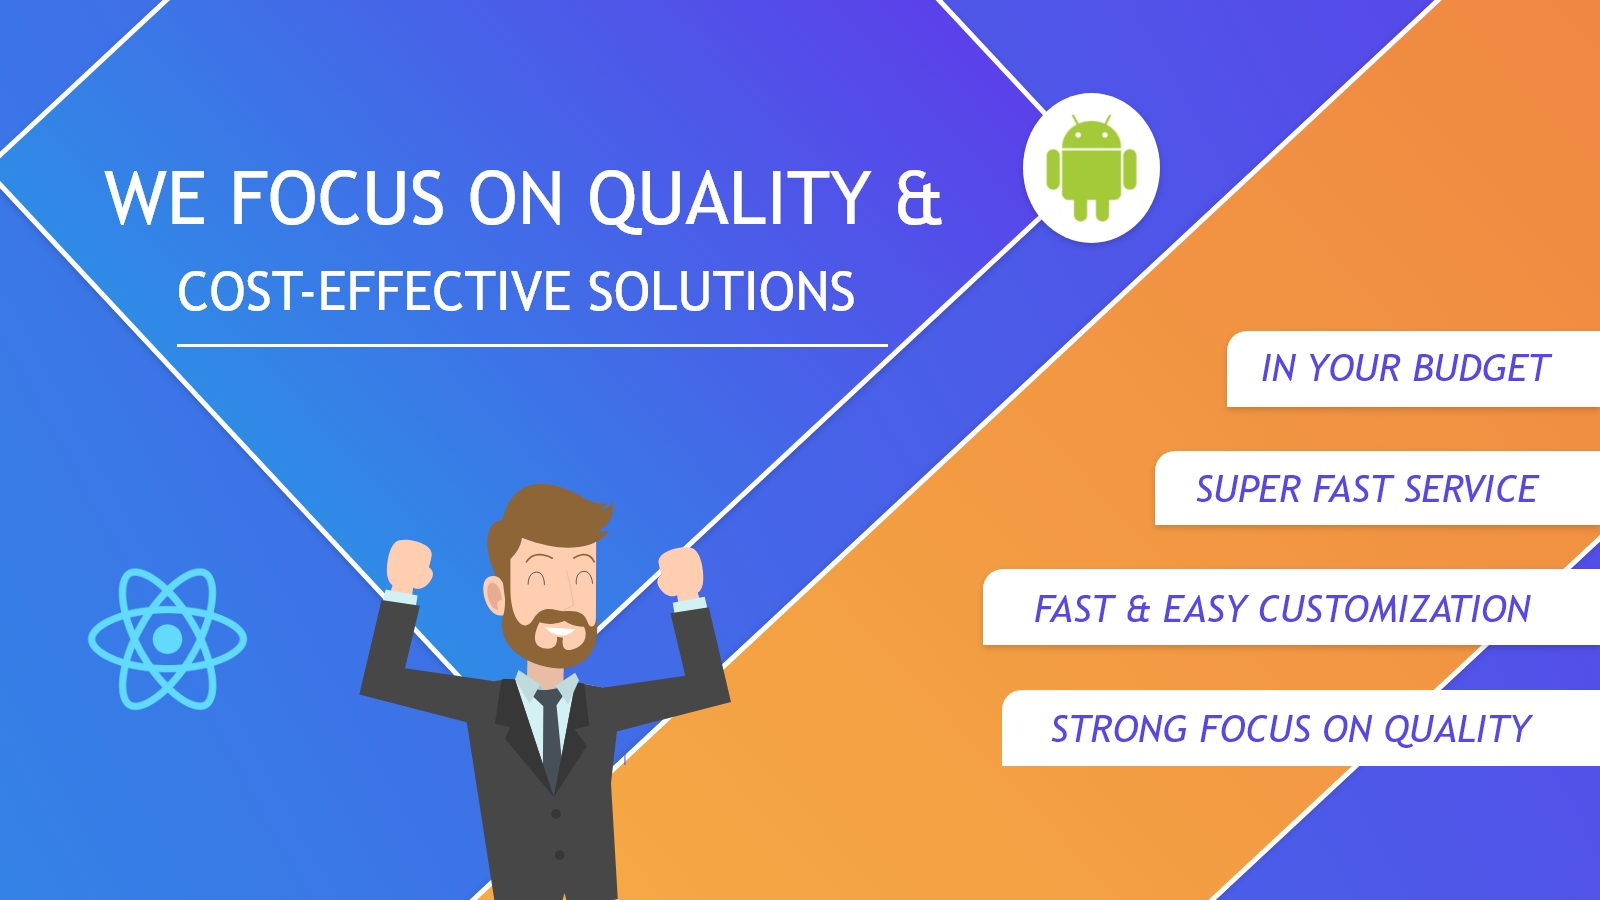 WE FOCUS ON QUALITY &
COST-EFFECTIVE SOLUTIONS
IN YOUR BUDGET
SUPER FAST SERVICE
FAST & EASY CUSTOMIZATION
STRONG FOCUS ON QUALITY